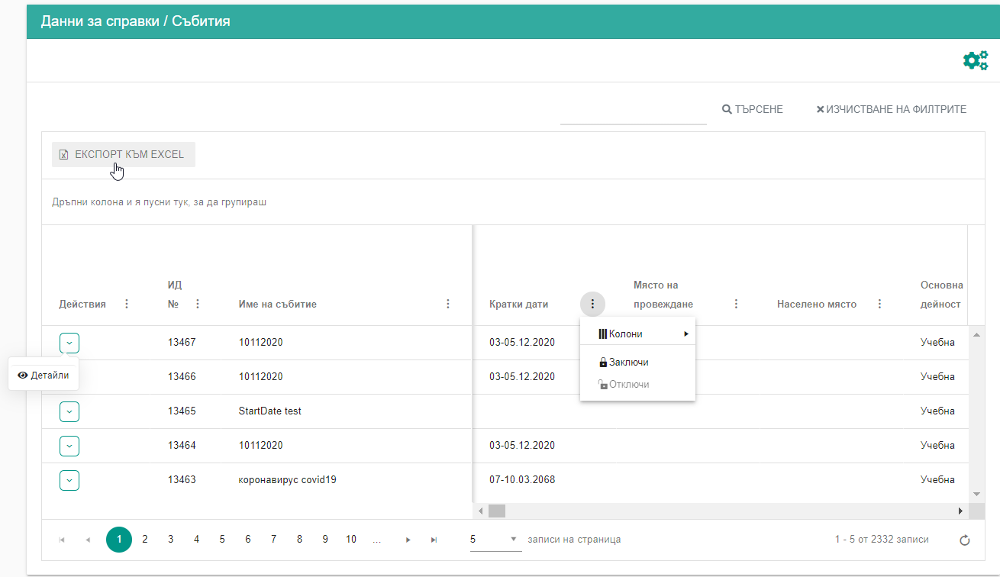 Данни за справки / Събития
ТЪРСЕНЕ
ИЗЧИСТВАНЕ НА ФИЛТРИТЕ
ЕКСПОРТ КЪМ EXCEL
Дръпни колона и я пусни тук, за да групираш
Действия
ИД
№
Име на събитие
Кратки дати
Място на
провеждане
Населено място
Основна
дейност
13467 10112020 03-05.12.2020 Учебна
Колони
Заключи
Отключи
Детайли
13466 10112020 03-05.12.2020 Учебна
13465 StartDate test Учебна
13464 10112020 03-05.12.2020 Учебна
13463 коронавирус covid19 07-10.03.2068 Учебна
1 2 3 4 5 6 7 8 9 10 ... 5 записи на страница 1 - 5 от 2332 записи